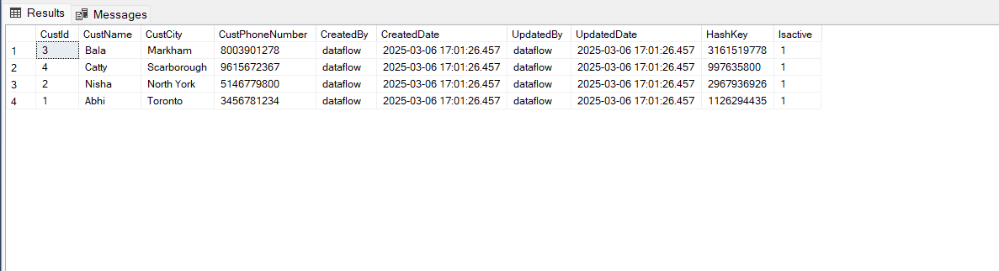 Results Messages
CustId CustName CustCity CustPhoneNumber CreatedBy CreatedDate UpdatedBy UpdatedDate HashKey Isactive
1 3 Bala Markham 8003901278 dataflow 2025-03-06 17:01:26.457 dataflow 2025-03-06 17:01:26.457 3161519778 1
2 4 Catty Scarborough 9615672367 dataflow 2025-03-06 17:01:26.457 dataflow 2025-03-06 17:01:26.457 997635800 1
3 2 Nisha North York 5146779800 dataflow 2025-03-06 17:01:26.457 dataflow 2025-03-06 17:01:26.457 2967936926 1
4 1 Abhi Toronto 3456781234 dataflow 2025-03-06 17:01:26.457 dataflow 2025-03-06 17:01:26.457 1126294435 1